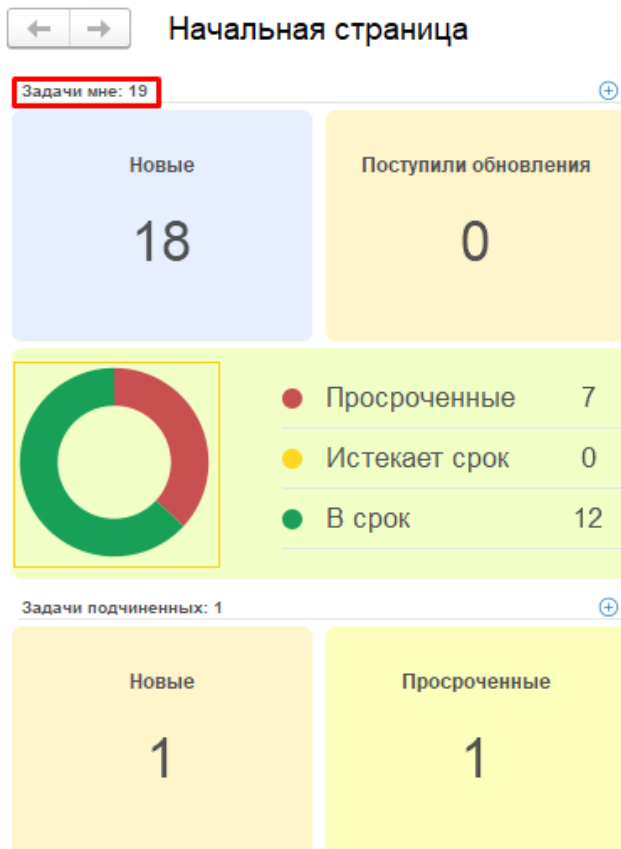 Начальная страница
Задачи мне: 19
Новые Поступили обновления
18 0
Просроченные 7
Истекает срок 0
В срок 12
Задачи подчиненных: 1
Новые Просроченные
1 1